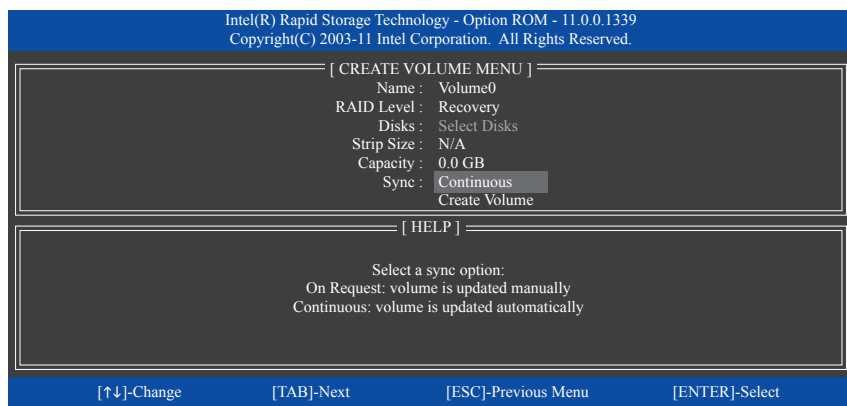 Intel(R) Rapid Storage Technology - Option ROM - 11.0.0.1339
Copyright(C) 2003-11 Intel Corporation. All Rights Reserved.
[ CREATE VOLUME MENU ]
Name : Volume0
RAID Level : Recovery
Disks : Select Disks
Strip Size : N/A
Capacity : 0.0 GB
Sync : Continuous
Create Volume
[ HELP ]
Select a sync option:
On Request: volume is updated manually
Continuous: volume is updated automatically
[↑↓]-Change [TAB]-Next [ESC]-Previous Menu [ENTER]-Select